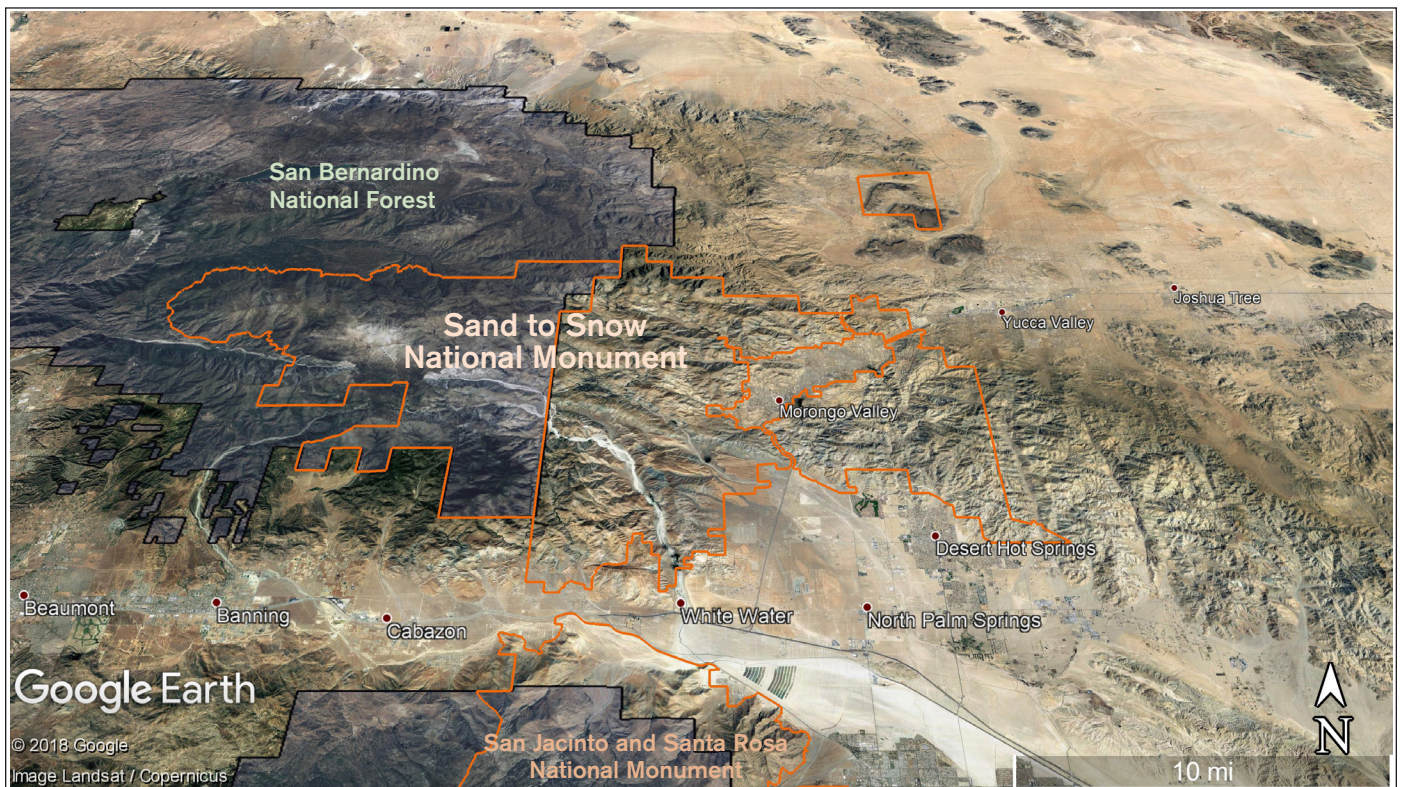 San Bernardino
National Forest
Joshua Tree
Yucca Valley
Sand to Snow
National Monument
Morongo Valley
Desert Hot Springs
Beaumont
Banning
Cabazon
White Water
North Palm Springs
Google Earth
© 2018 Google
Image Landsat / Copernicus
San Jacinto and Santa Rosa
National Monument
N
10 mi